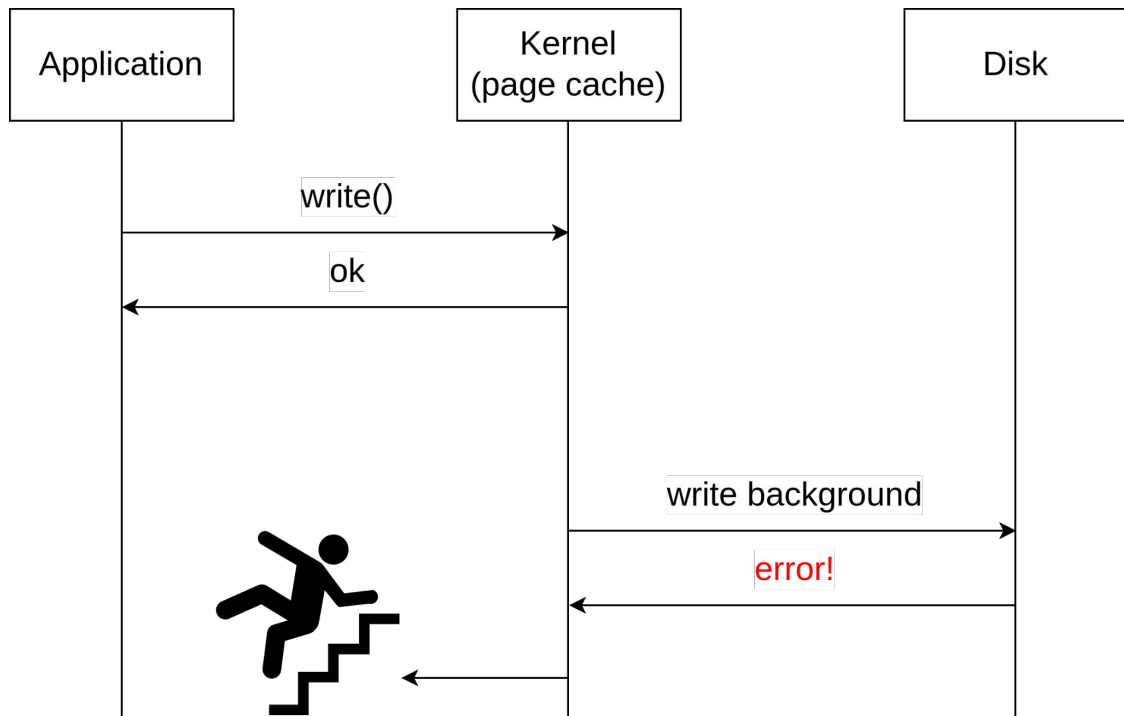 Application
Kernel
(page cache)
Disk
write()
ok
write background
error!